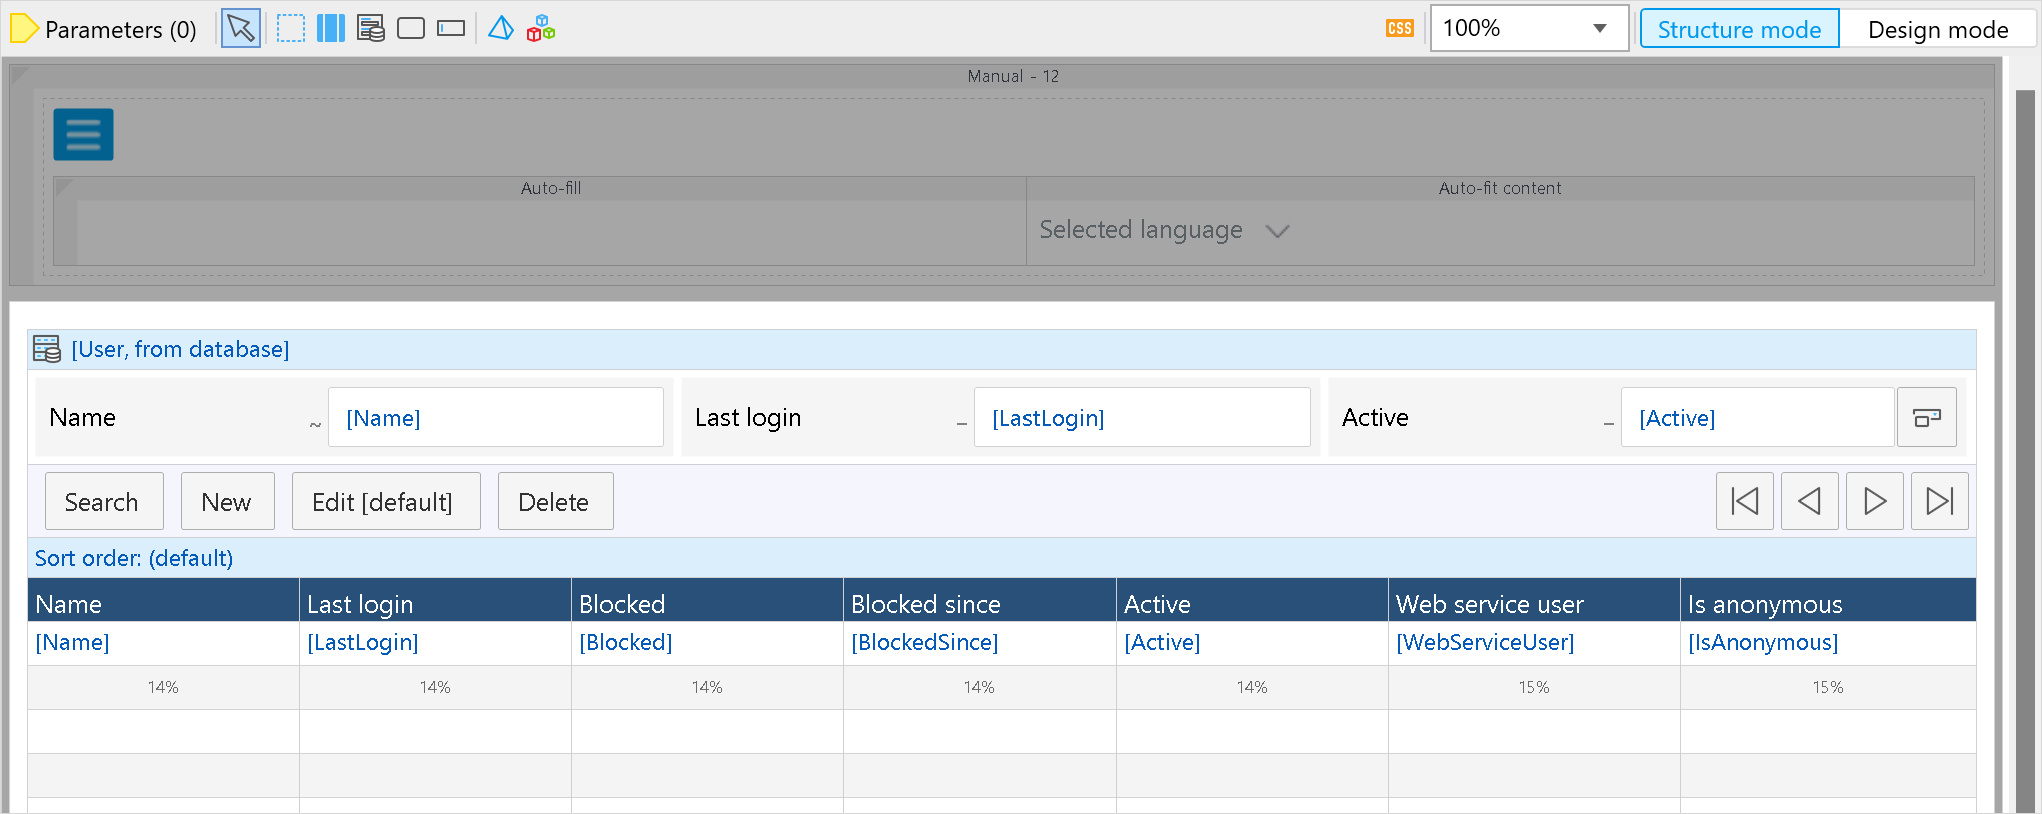 Parameters (0) CSS 100% Structure mode Design mode
Manual - 12
Auto-fill Auto-fit content
Selected language
[User, from database]
Name ~ [Name] Last login – [LastLogin] Active – [Active]
Search New Edit [default] Delete
Sort order: (default)
Name Last login Blocked Blocked since Active Web service user Is anonymous
[Name] [LastLogin] [Blocked] [BlockedSince] [Active] [WebServiceUser] [IsAnonymous]
14% 14% 14% 14% 14% 15% 15%